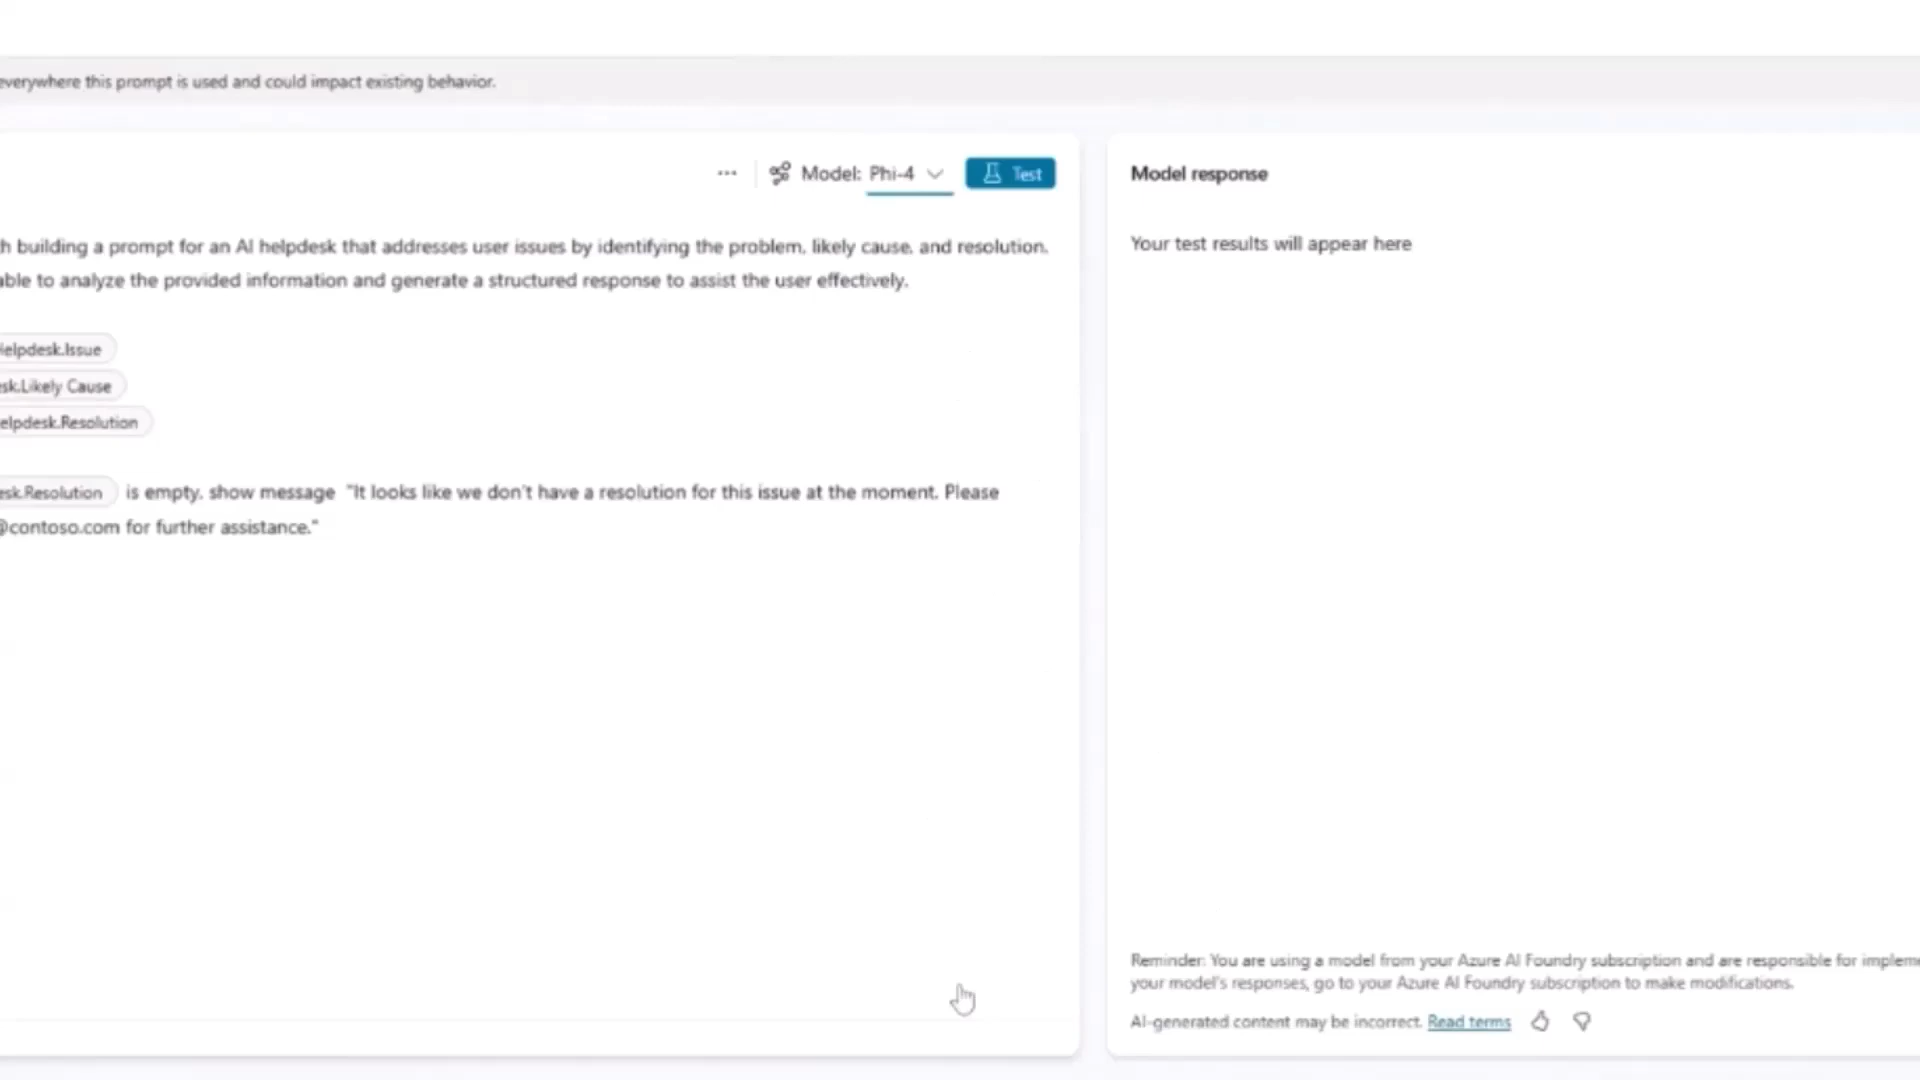 everywhere this prompt is used and could impact existing behavior.
Model: Phi-4
Test
building a prompt for an AI helpdesk that addresses user issues by identifying the problem, likely cause, and resolution.
able to analyze the provided information and generate a structured response to assist the user effectively.
Helpdesk.Issue
esk.Likely Cause
elpdesk.Resolution
esk.Resolution is empty, show message "It looks like we don't have a resolution for this issue at the moment. Please
@contoso.com for further assistance."
Model response
Your test results will appear here
Reminder: You are using a model from your Azure AI Foundry subscription and are responsible for impleme
your model's responses, go to your Azure AI Foundry subscription to make modifications.
AI-generated content may be incorrect. Read terms